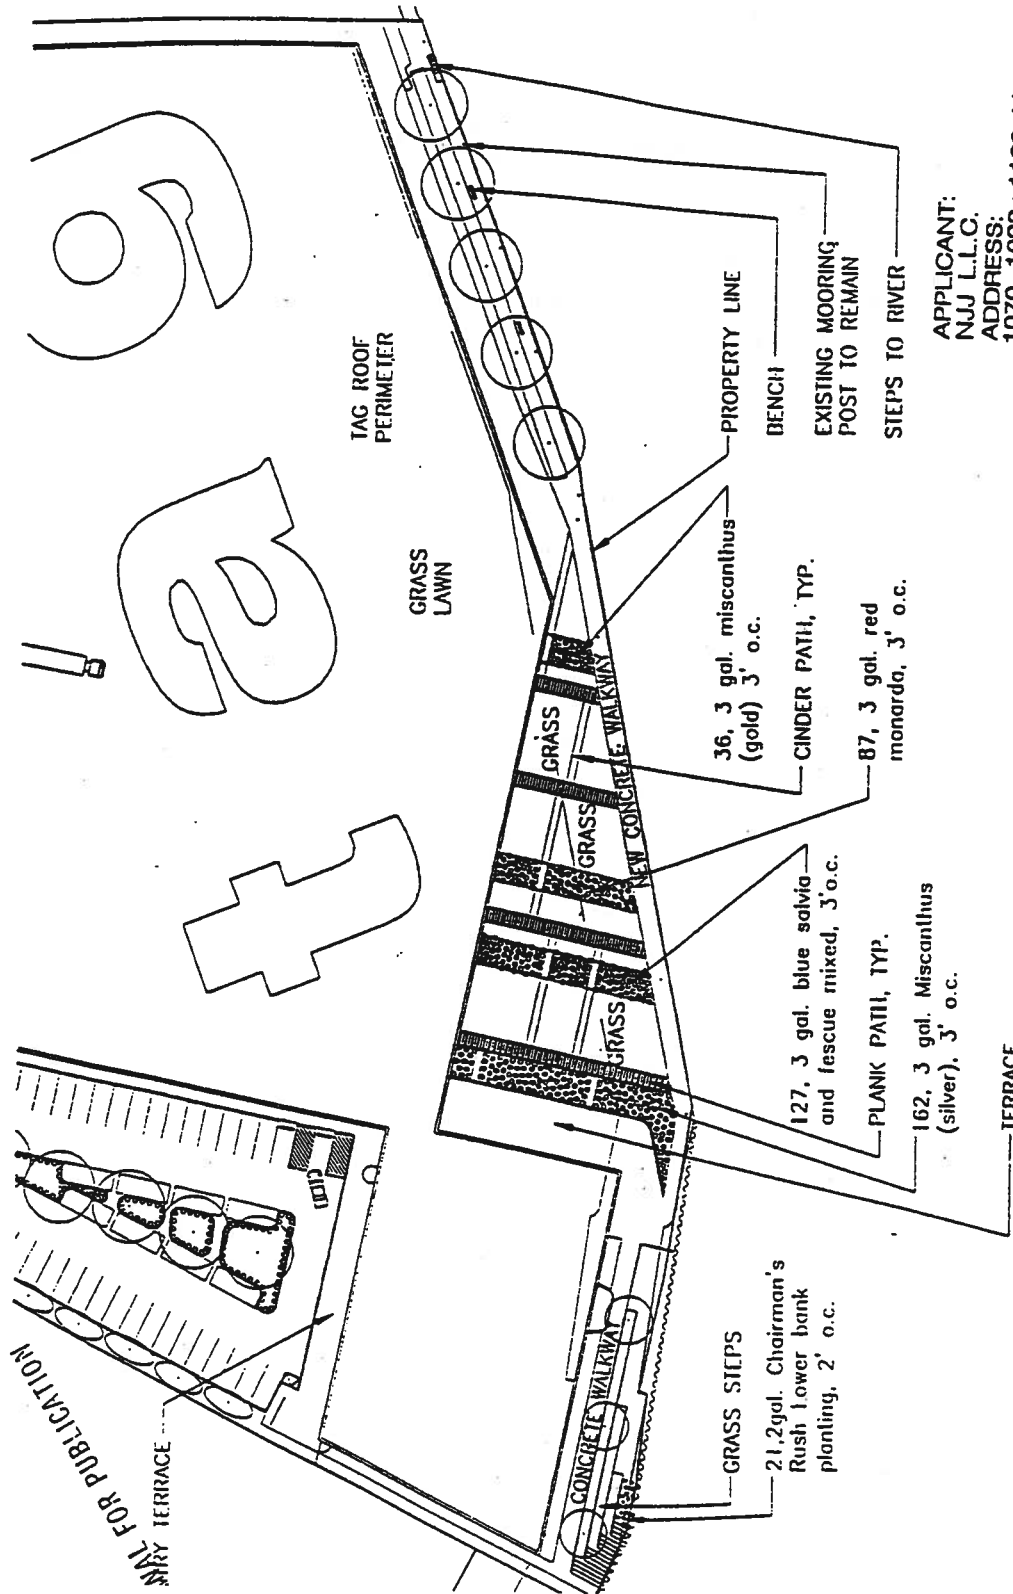 g
a
t
TAG ROOF
PERIMETER
GRASS
LAWN
PROPERTY LINE
BENCH
EXISTING MOORING
POST TO REMAIN
STEPS TO RIVER
APPLICANT:
NJJ L.L.C.
ADDRESS:
36, 3 gal. miscanthus
(gold) 3' o.c.
CINDER PATH, TYP.
87, 3 gal. red
monarda, 3' o.c.
GRASS
GRASS
GRASS
NEW CONCRETE WALKWAY
127, 3 gal. blue salvia
and fescue mixed, 3'o.c.
PLANK PATH, TYP.
162, 3 gal. Miscanthus
(silver), 3' o.c.
TERRACE
NAL FOR PUBLICATION
TERRACE
CONCRETE WALKWAY
GRASS STEPS
21,2gal. Chairman's
Rush Lower bank
planting, 2' o.c.